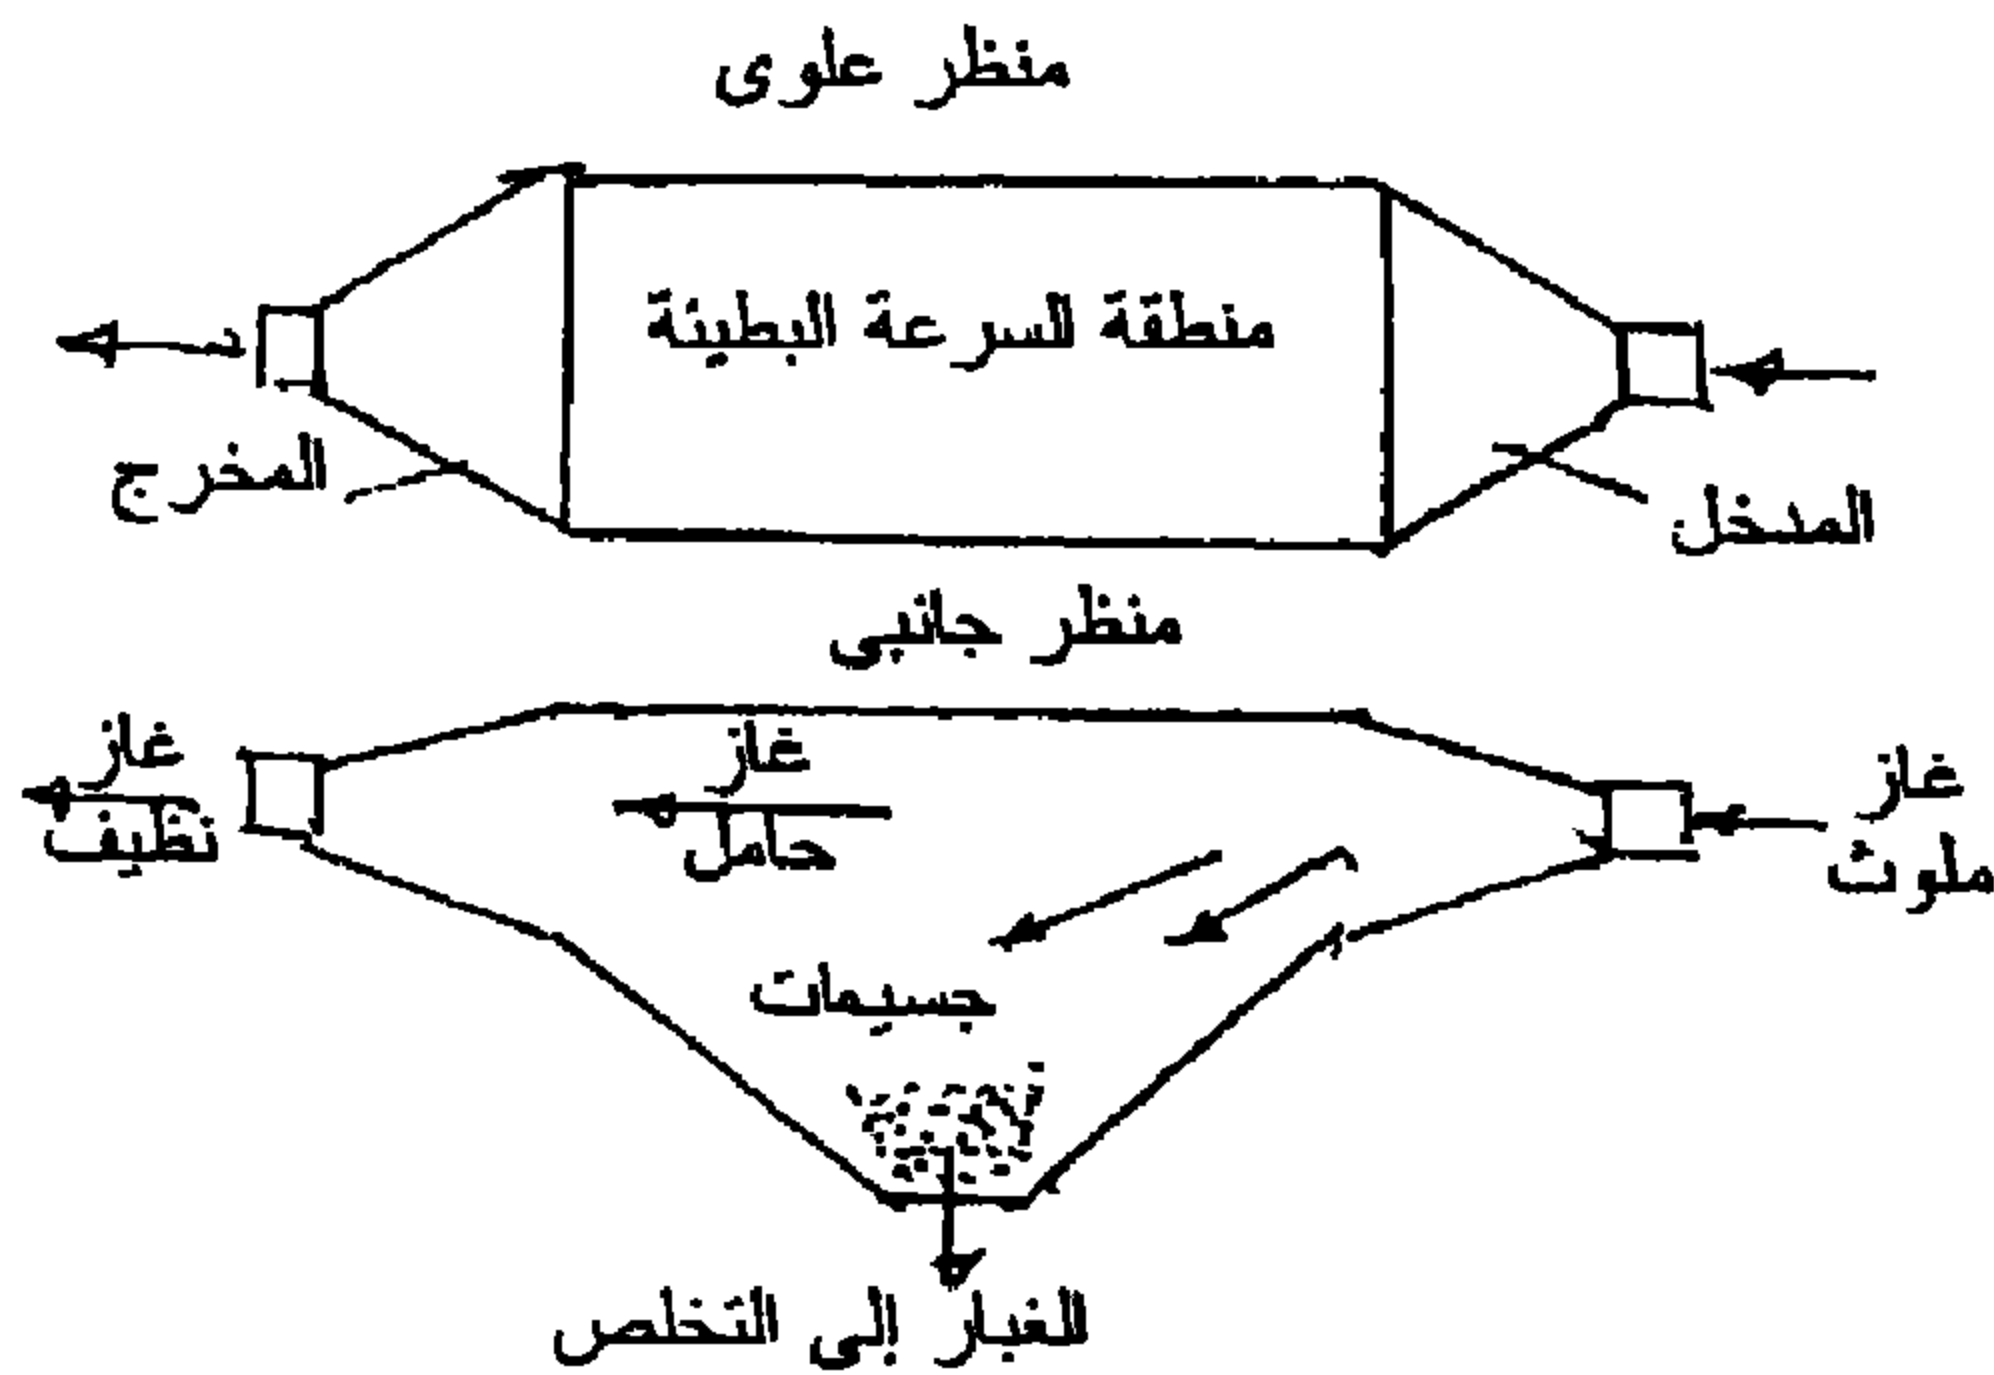 منظر علوى
منطقة السرعة البطيئة
المخرج
المدخل
منظر جانبى
غاز
ملوث
غاز
حامل
غاز
نظيف
جسيمات
الغبار إلى التخلص